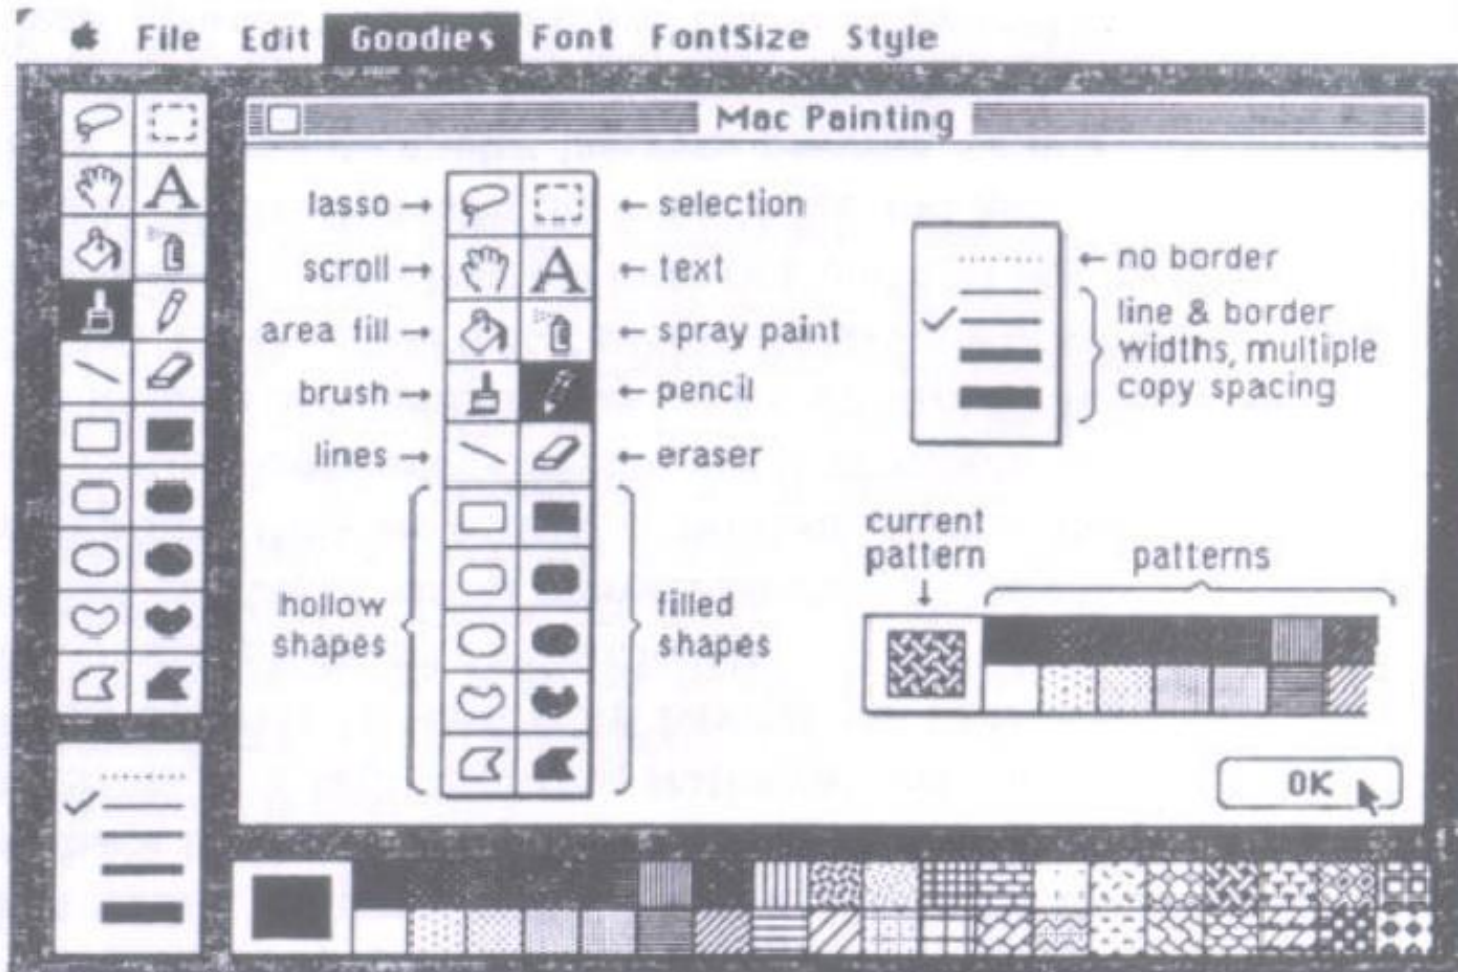 File Edit Goodies Font FontSize Style
Mac Painting
lasso
selection
scroll
text
area fill
spray paint
brush
pencil
lines
eraser
hollow
shapes
filled
shapes
no border
line & border
widths, multiple
copy spacing
current
pattern
patterns
OK
A
A